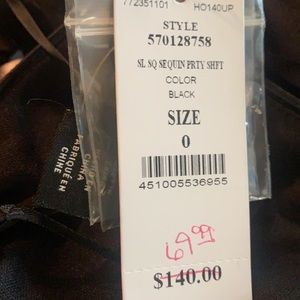 772351101 HO140UP
STYLE
570128758
SL SQ SEQUIN PRTY SHFT
COLOR
BLACK
SIZE
0
451005536955
69.99
$140.00
CHINA
FABRIQUE EN
CHINE